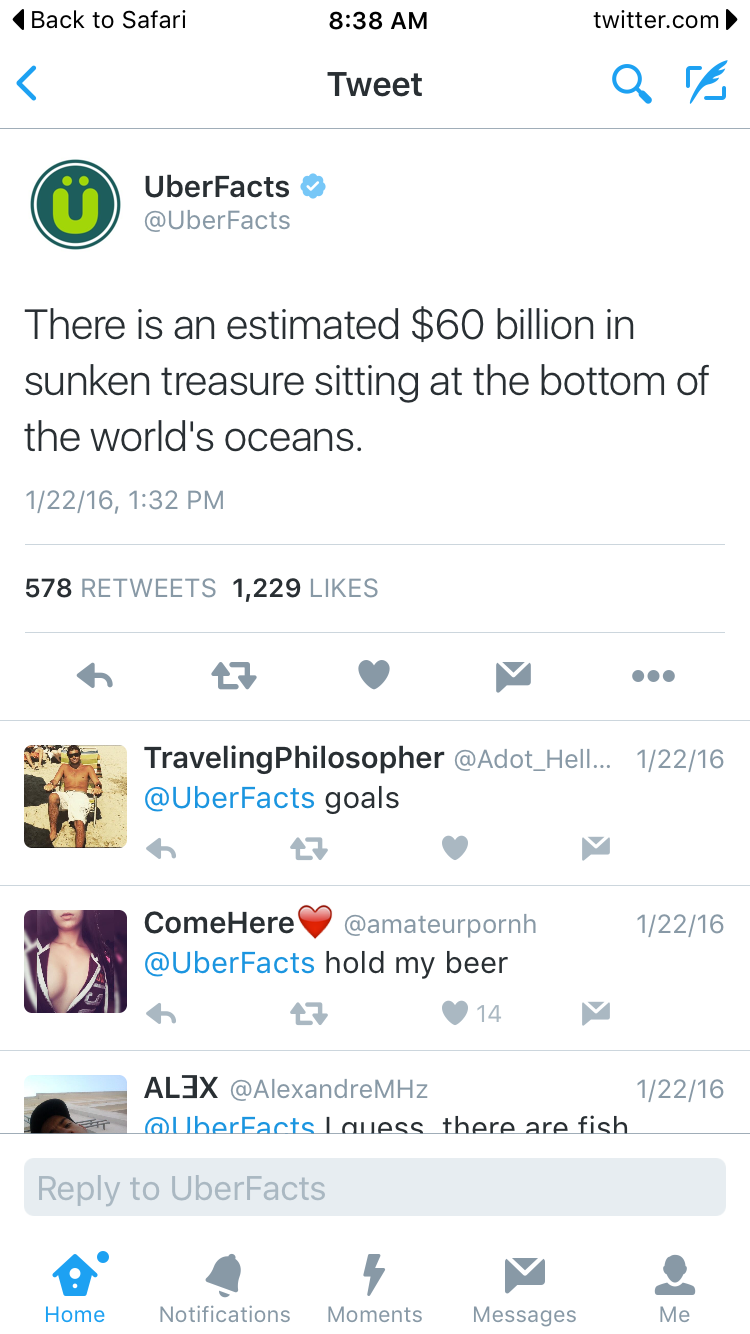 Back to Safari 8:38 AM twitter.com
Tweet
Ü
UberFacts
@UberFacts
There is an estimated $60 billion in
sunken treasure sitting at the bottom of
the world's oceans.
1/22/16, 1:32 PM
578 RETWEETS 1,229 LIKES
TravelingPhilosopher @Adot_Hell... 1/22/16
@UberFacts goals
ComeHere❤️ @amateurpornh 1/22/16
@UberFacts hold my beer
14
ALƎX @AlexandreMHz 1/22/16
@UberFacts I guess, there are fish
Reply to UberFacts
Home Notifications Moments Messages Me